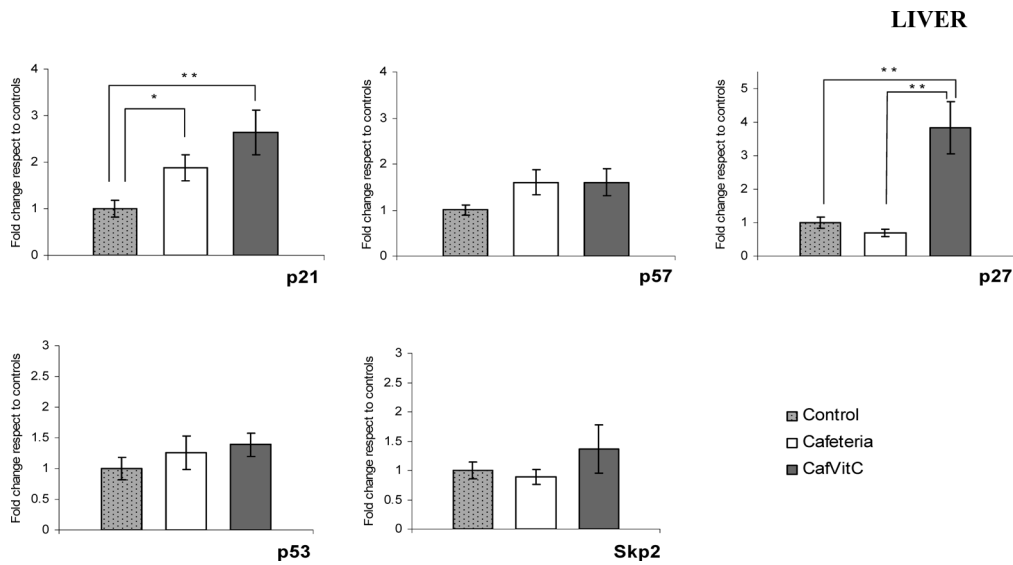 LIVER
Fold change respect to controls
4
3
2
1
0
* *
*
p21
Fold change respect to controls
4
3
2
1
0
p57
Fold change respect to controls
5
4
3
2
1
0
* *
* *
p27
Fold change respect to controls
3
2.5
2
1.5
1
0.5
0
p53
Fold change respect to controls
3
2.5
2
1.5
1
0.5
0
Skp2
Control
Cafeteria
CafVitC